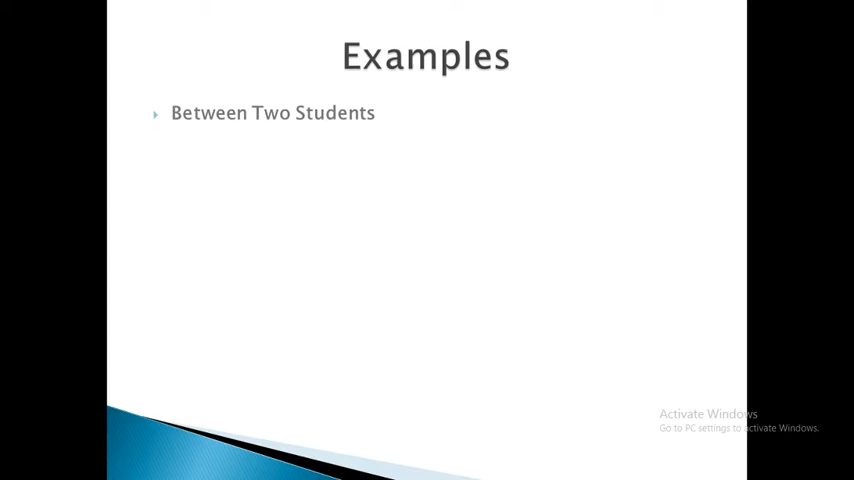 Examples
Between Two Students
Activate Windows
Go to PC settings to activate Windows.